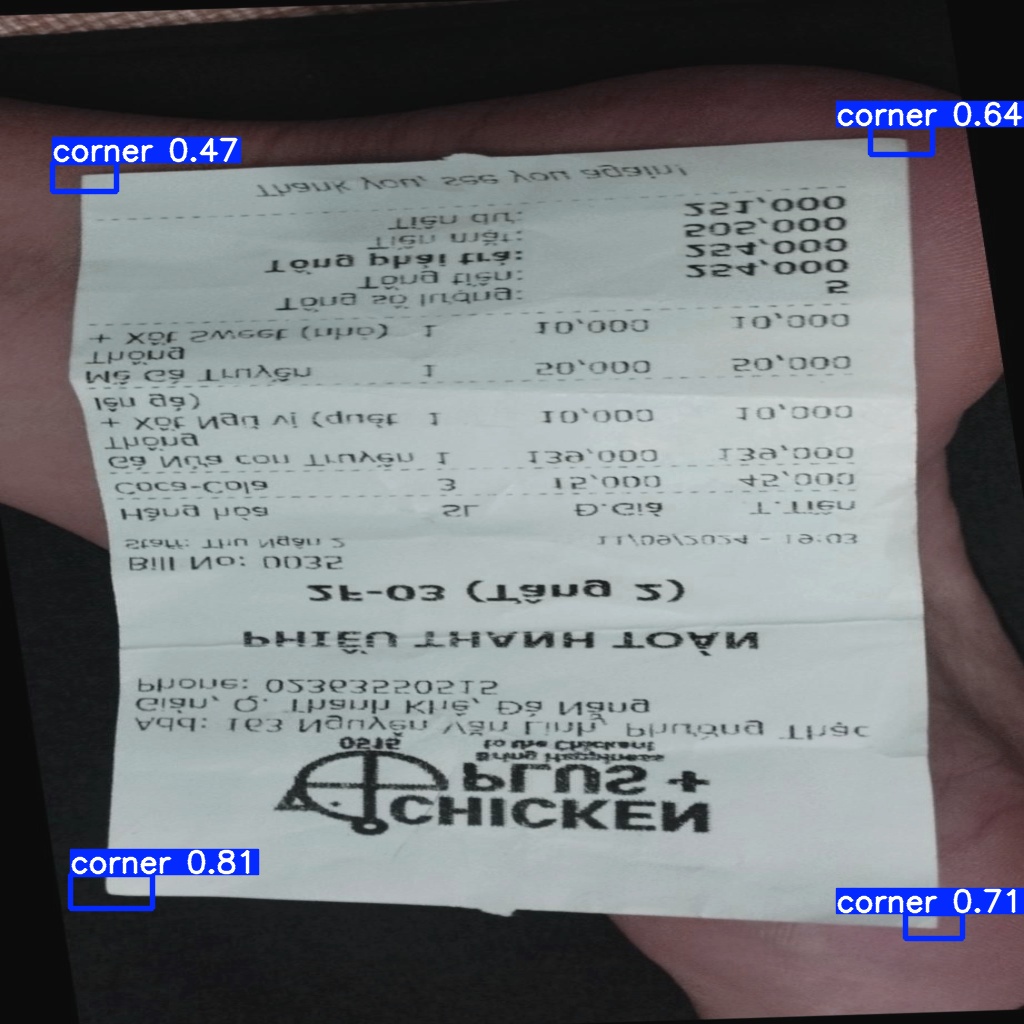 corner 0.47
corner 0.64
CHICKEN
PLUS +
Bring Happiness
to the Chickent
0515
Add: 163 Nguyễn Văn Linh, Phường Thạc
Gián, Q. Thanh Khê, Đà Nẵng
Phone: 02363550515
PHIẾU THANH TOÁN
2F-03 (Tầng 2)
Bill No: 0035
Staff: Thu Ngân 2 11/09/2024 - 19:03
Hàng hóa SL Đ.Giá T.Tiền
Coca-Cola 3 15,000 45,000
Gà Nửa con Truyền 1 139,000 139,000
Thống
+ Xốt Ngũ vị (quét 1 10,000 10,000
lên gà)
Mề Gà Truyền 1 50,000 50,000
Thống
+ Xốt Sweet (nhỏ) 1 10,000 10,000
Tổng số lượng: 5
Tổng tiền: 254,000
Tổng phải trả: 254,000
Tiền mặt: 505,000
Tiền dư: 251,000
Thank you, see you again!
corner 0.81
corner 0.71